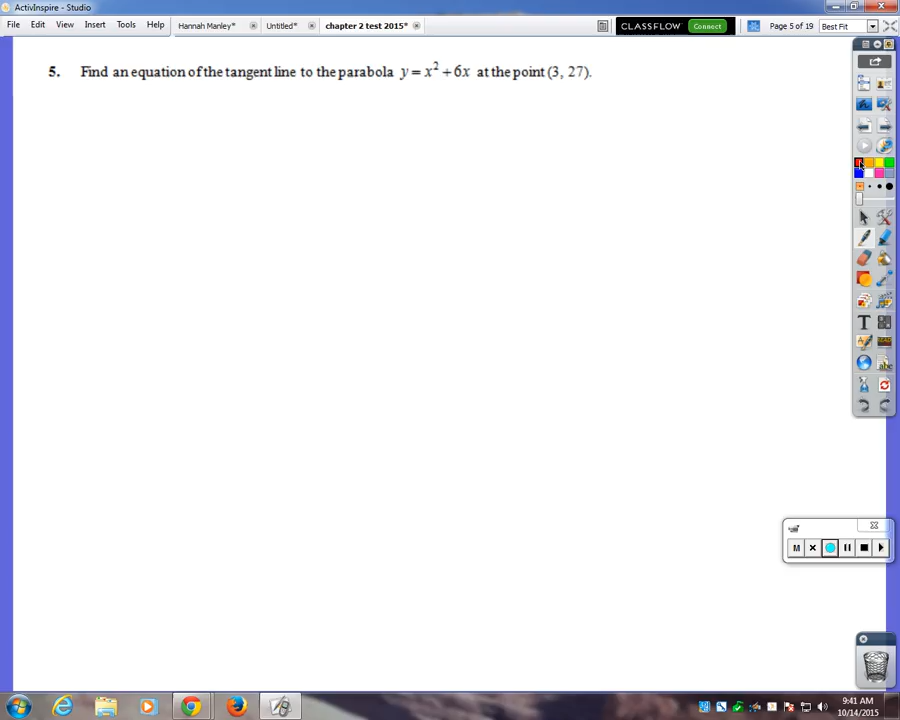 ActivInspire - Studio
File Edit View Insert Tools Help Hannah Manley* Untitled* chapter 2 test 2015* CLASSFLOW Connect Page 5 of 19 Best Fit
5. Find an equation of the tangent line to the parabola y = x² + 6x at the point (3, 27).
T
abc
M
9:41 AM
10/14/2015